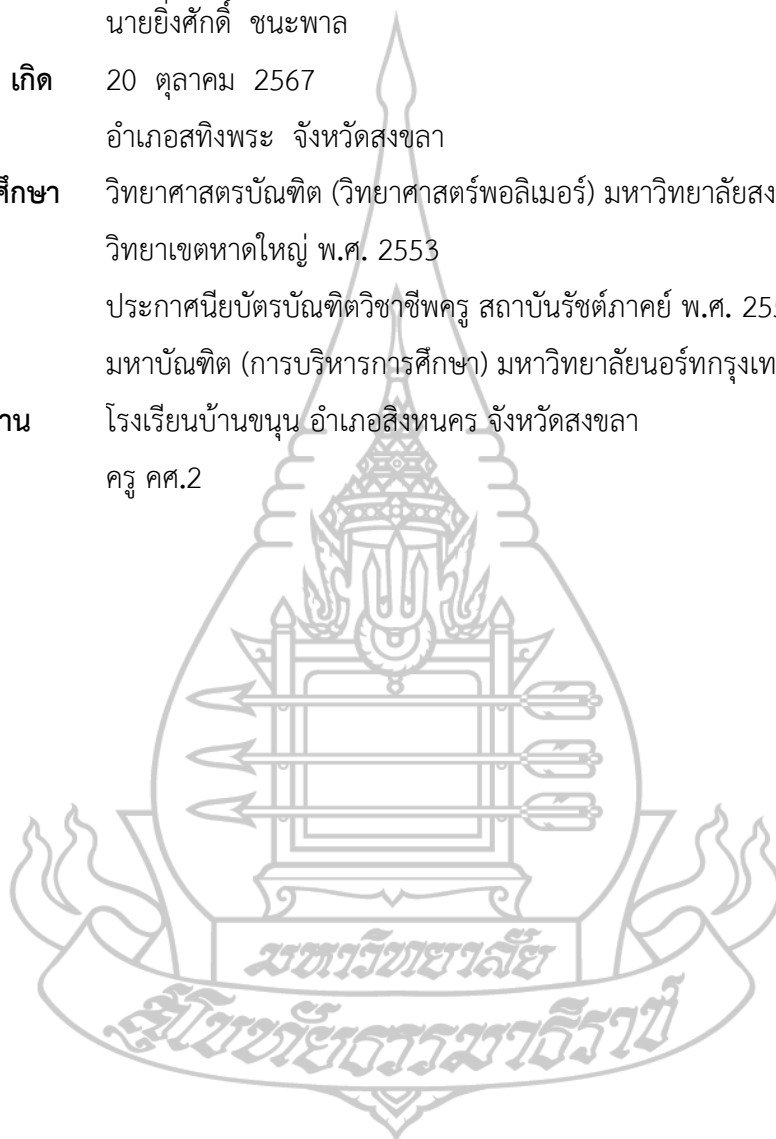 นายยิ่งศักดิ์ ชนะพาล
เกิด 20 ตุลาคม 2567
อำเภอสทิงพระ จังหวัดสงขลา
ศึกษา วิทยาศาสตรบัณฑิต (วิทยาศาสตร์พอลิเมอร์) มหาวิทยาลัยสง
วิทยาเขตหาดใหญ่ พ.ศ. 2553
ประกาศนียบัตรบัณฑิตวิชาชีพครู สถาบันรัชต์ภาคย์ พ.ศ. 255
มหาบัณฑิต (การบริหารการศึกษา) มหาวิทยาลัยนอร์ทกรุงเทพ
าน โรงเรียนบ้านขนุน อำเภอสิงหนคร จังหวัดสงขลา
ครู คศ.2
มหาวิทยาลัย
สุโขทัยธรรมาธิราช